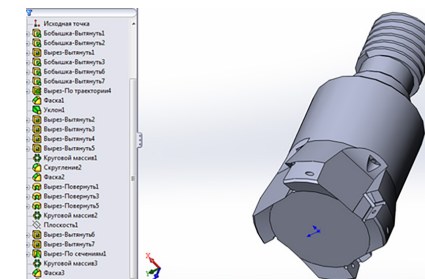 Исходная точка
Бобышка-Вытянуть1
Бобышка-Вытянуть2
Вырез-Вытянуть1
Бобышка-Вытянуть3
Бобышка-Вытянуть6
Бобышка-Вытянуть7
Вырез-По траектории4
Фаска1
Уклон1
Вырез-Вытянуть2
Вырез-Вытянуть3
Вырез-Вытянуть4
Вырез-Вытянуть5
Круговой массив1
Скругление2
Фаска2
Вырез-Повернуть1
Вырез-Повернуть3
Вырез-Повернуть5
Круговой массив2
Плоскость1
Вырез-Вытянуть6
Вырез-Вытянуть7
Вырез-По сечениям1
Круговой массив3
Фаска3
X
Y